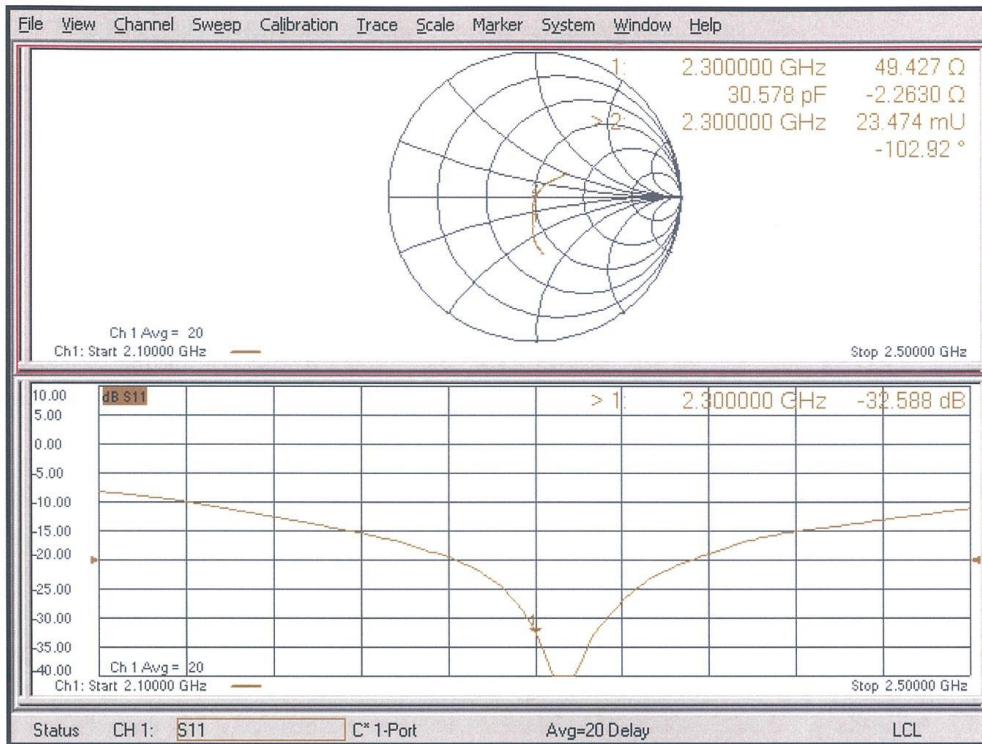 File View Channel Sweep Calibration Trace Scale Marker System Window Help
1: 2.300000 GHz 49.427 Ω
30.578 pF -2.2630 Ω
> 2: 2.300000 GHz 23.474 mU
-102.92 °
Ch 1 Avg = 20
Ch1: Start 2.10000 GHz
Stop 2.50000 GHz
10.00
dB S11
> 1: 2.300000 GHz -32.588 dB
5.00
0.00
-5.00
-10.00
-15.00
-20.00
-25.00
-30.00
-35.00
-40.00
1
Ch 1 Avg = 20
Ch1: Start 2.10000 GHz
Stop 2.50000 GHz
Status CH 1: S11 C* 1-Port Avg=20 Delay LCL